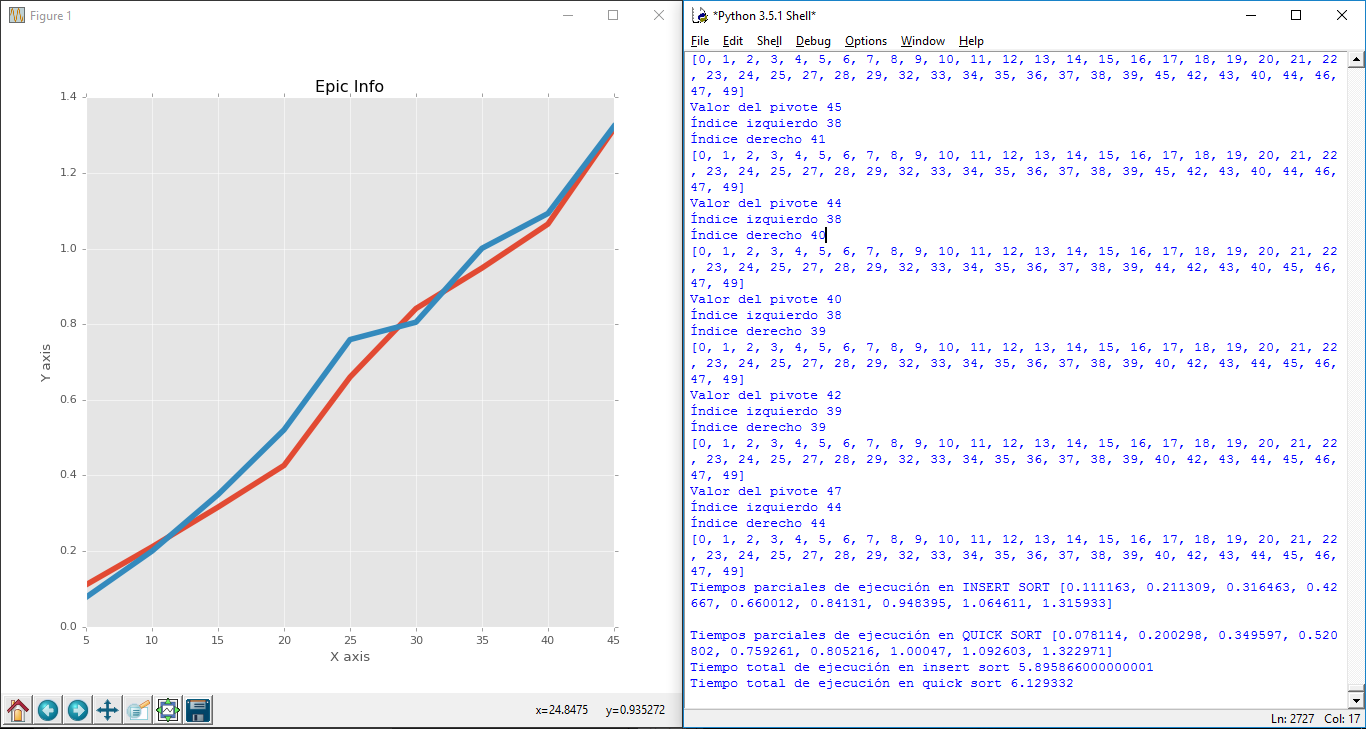 Figure 1
Epic Info
1.4
1.2
1.0
0.8
0.6
0.4
0.2
0.0
Y axis
5 10 15 20 25 30 35 40 45
X axis
x=24.8475 y=0.935272
*Python 3.5.1 Shell*
File Edit Shell Debug Options Window Help
[0, 1, 2, 3, 4, 5, 6, 7, 8, 9, 10, 11, 12, 13, 14, 15, 16, 17, 18, 19, 20, 21, 22
, 23, 24, 25, 27, 28, 29, 32, 33, 34, 35, 36, 37, 38, 39, 45, 42, 43, 40, 44, 46,
47, 49]
Valor del pivote 45
Índice izquierdo 38
Índice derecho 41
[0, 1, 2, 3, 4, 5, 6, 7, 8, 9, 10, 11, 12, 13, 14, 15, 16, 17, 18, 19, 20, 21, 22
, 23, 24, 25, 27, 28, 29, 32, 33, 34, 35, 36, 37, 38, 39, 45, 42, 43, 40, 44, 46,
47, 49]
Valor del pivote 44
Índice izquierdo 38
Índice derecho 40
[0, 1, 2, 3, 4, 5, 6, 7, 8, 9, 10, 11, 12, 13, 14, 15, 16, 17, 18, 19, 20, 21, 22
, 23, 24, 25, 27, 28, 29, 32, 33, 34, 35, 36, 37, 38, 39, 44, 42, 43, 40, 45, 46,
47, 49]
Valor del pivote 40
Índice izquierdo 38
Índice derecho 39
[0, 1, 2, 3, 4, 5, 6, 7, 8, 9, 10, 11, 12, 13, 14, 15, 16, 17, 18, 19, 20, 21, 22
, 23, 24, 25, 27, 28, 29, 32, 33, 34, 35, 36, 37, 38, 39, 40, 42, 43, 44, 45, 46,
47, 49]
Valor del pivote 42
Índice izquierdo 39
Índice derecho 39
[0, 1, 2, 3, 4, 5, 6, 7, 8, 9, 10, 11, 12, 13, 14, 15, 16, 17, 18, 19, 20, 21, 22
, 23, 24, 25, 27, 28, 29, 32, 33, 34, 35, 36, 37, 38, 39, 40, 42, 43, 44, 45, 46,
47, 49]
Valor del pivote 47
Índice izquierdo 44
Índice derecho 44
[0, 1, 2, 3, 4, 5, 6, 7, 8, 9, 10, 11, 12, 13, 14, 15, 16, 17, 18, 19, 20, 21, 22
, 23, 24, 25, 27, 28, 29, 32, 33, 34, 35, 36, 37, 38, 39, 40, 42, 43, 44, 45, 46,
47, 49]
Tiempos parciales de ejecución en INSERT SORT [0.111163, 0.211309, 0.316463, 0.42
667, 0.660012, 0.84131, 0.948395, 1.064611, 1.315933]
Tiempos parciales de ejecución en QUICK SORT [0.078114, 0.200298, 0.349597, 0.520
802, 0.759261, 0.805216, 1.00047, 1.092603, 1.322971]
Tiempo total de ejecución en insert sort 5.895866000000001
Tiempo total de ejecución en quick sort 6.129332
Ln: 2727 Col: 17